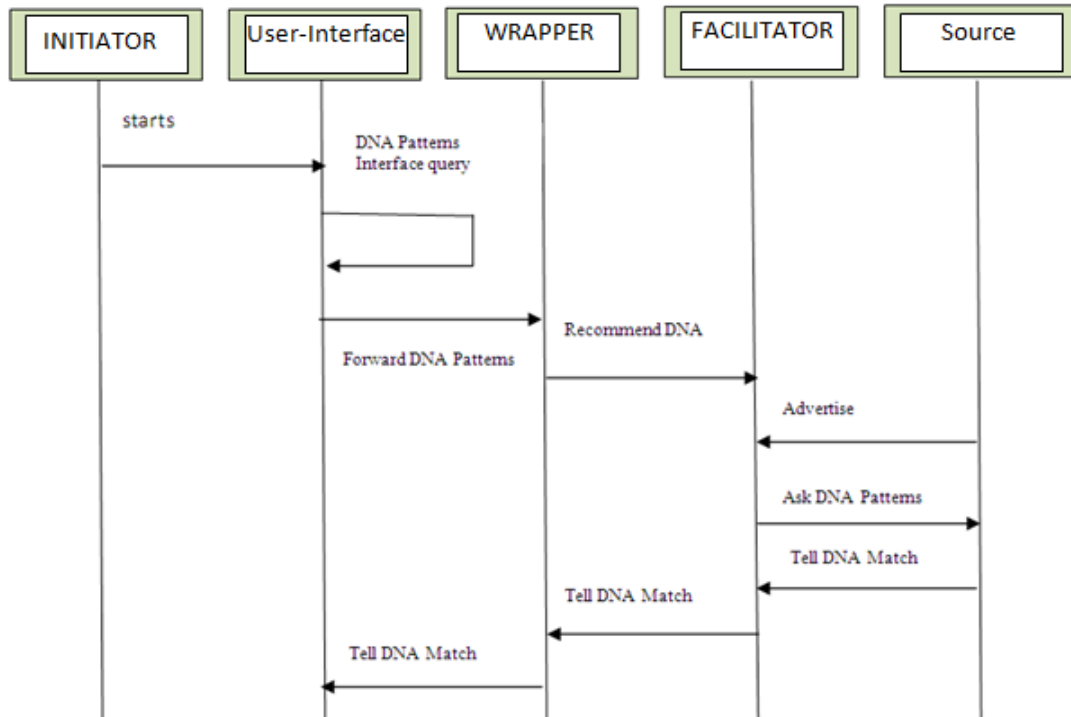 INITIATOR
User-Interface
WRAPPER
FACILITATOR
Source
starts
DNA Patterns
Interface query
Recommend DNA
Forward DNA Patterns
Advertise
Ask DNA Patterns
Tell DNA Match
Tell DNA Match
Tell DNA Match